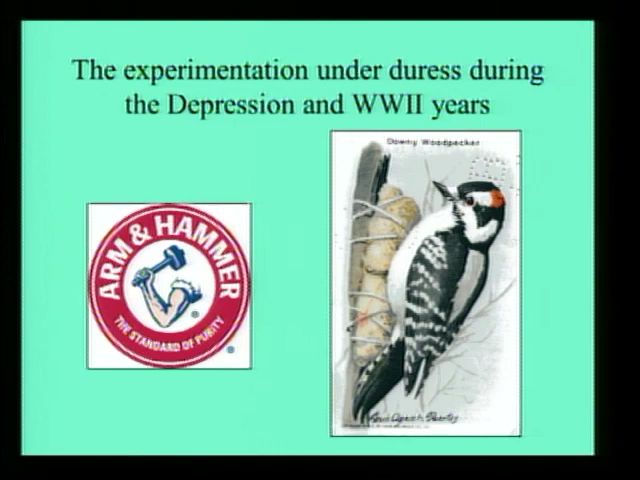 The experimentation under duress during
the Depression and WWII years
Downy Woodpecker
ARM & HAMMER
THE STANDARD OF PURITY
®
®